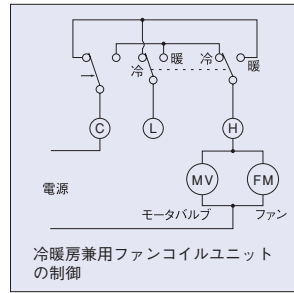 冷 暖 冷 暖
C L H
電源
MV FM
モータバルブ ファン
冷暖房兼用ファンコイルユニット
の制御